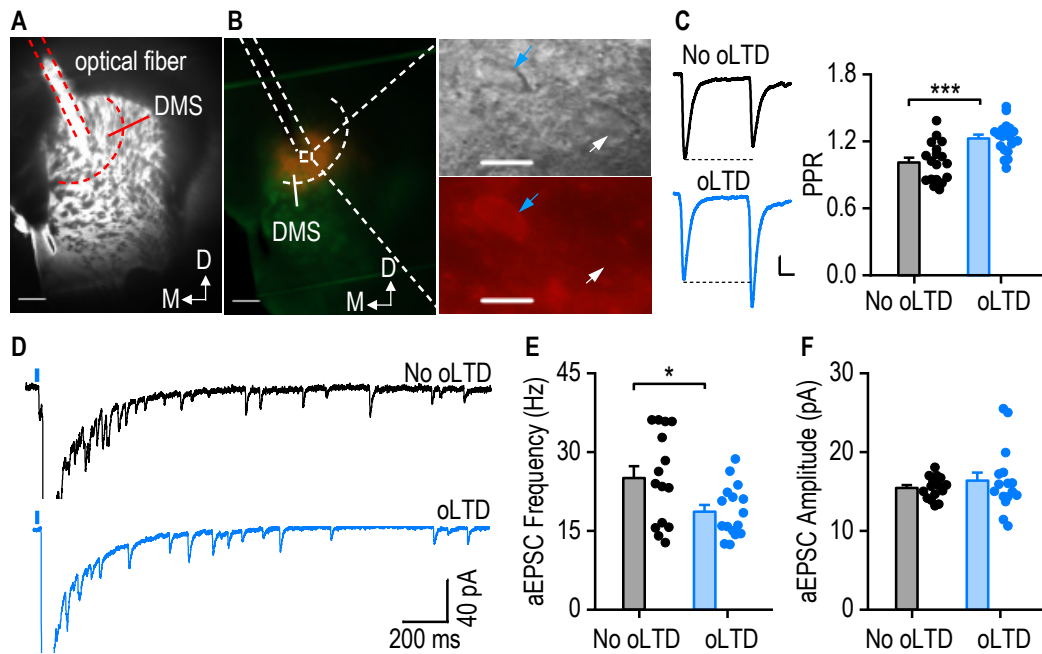 A
optical fiber
DMS
D
M
B
DMS
D
M
C
No oLTD
oLTD
PPR
1.8
1.2
0.6
0.0
***
No oLTD
oLTD
D
No oLTD
oLTD
40 pA
200 ms
E
aEPSC Frequency (Hz)
45
30
15
0
*
No oLTD
oLTD
F
aEPSC Amplitude (pA)
30
20
10
0
No oLTD
oLTD